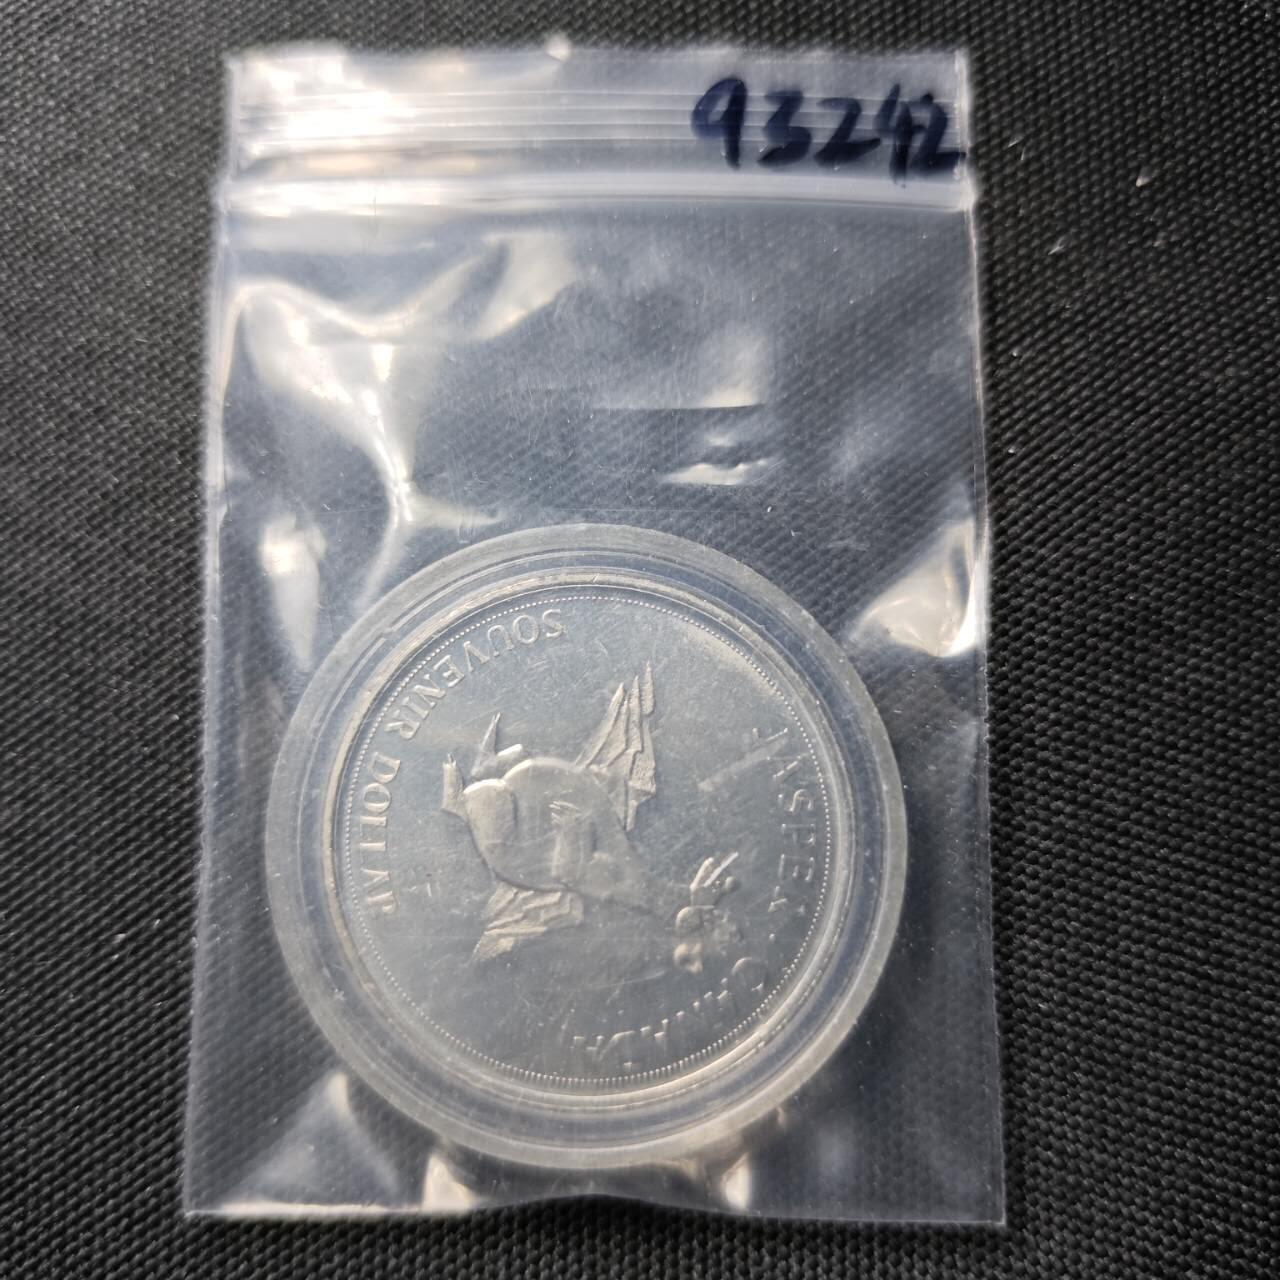 93242
JASPER · CANADA
SOUVENIR DOLLAR